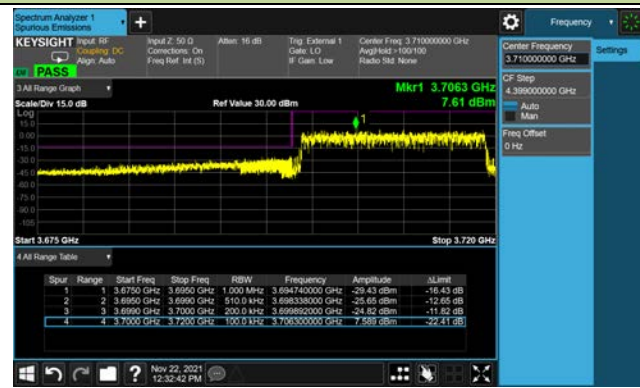 Spectrum Analyzer 1
Spurious Emissions
Frequency
KEYSIGHT Input: RF
Coupling: DC
Align: Auto
Input Z: 50 Ω
Corrections: On
Freq Ref: Int (S)
Atten: 16 dB
Trig: External 1
Gate: LO
IF Gain: Low
Center Freq: 3.710000000 GHz
Avg|Hold:>100/100
Radio Std: None
PASS
3 All Range Graph
Scale/Div 15.0 dB
Ref Value 30.00 dBm
Mkr1 3.7063 GHz
7.61 dBm
Log
15.0
0.00
-15.0
-30.0
-45.0
-60.0
-75.0
-90.0
-105
1
Start 3.675 GHz
Stop 3.720 GHz
4 All Range Table
Spur Range Start Freq Stop Freq RBW Frequency Amplitude ΔLimit
1 1 3.6750 GHz 3.6950 GHz 1.000 MHz 3.694740000 GHz -29.43 dBm -16.43 dB
2 2 3.6950 GHz 3.6990 GHz 510.0 kHz 3.698338000 GHz -25.65 dBm -12.65 dB
3 3 3.6990 GHz 3.7000 GHz 200.0 kHz 3.699892000 GHz -24.82 dBm -11.82 dB
4 4 3.7000 GHz 3.7200 GHz 100.0 kHz 3.706300000 GHz 7.589 dBm -22.41 dB
Center Frequency
3.710000000 GHz
Settings
CF Step
4.399000000 GHz
Auto
Man
Freq Offset
0 Hz
Nov 22, 2021
12:32:42 PM